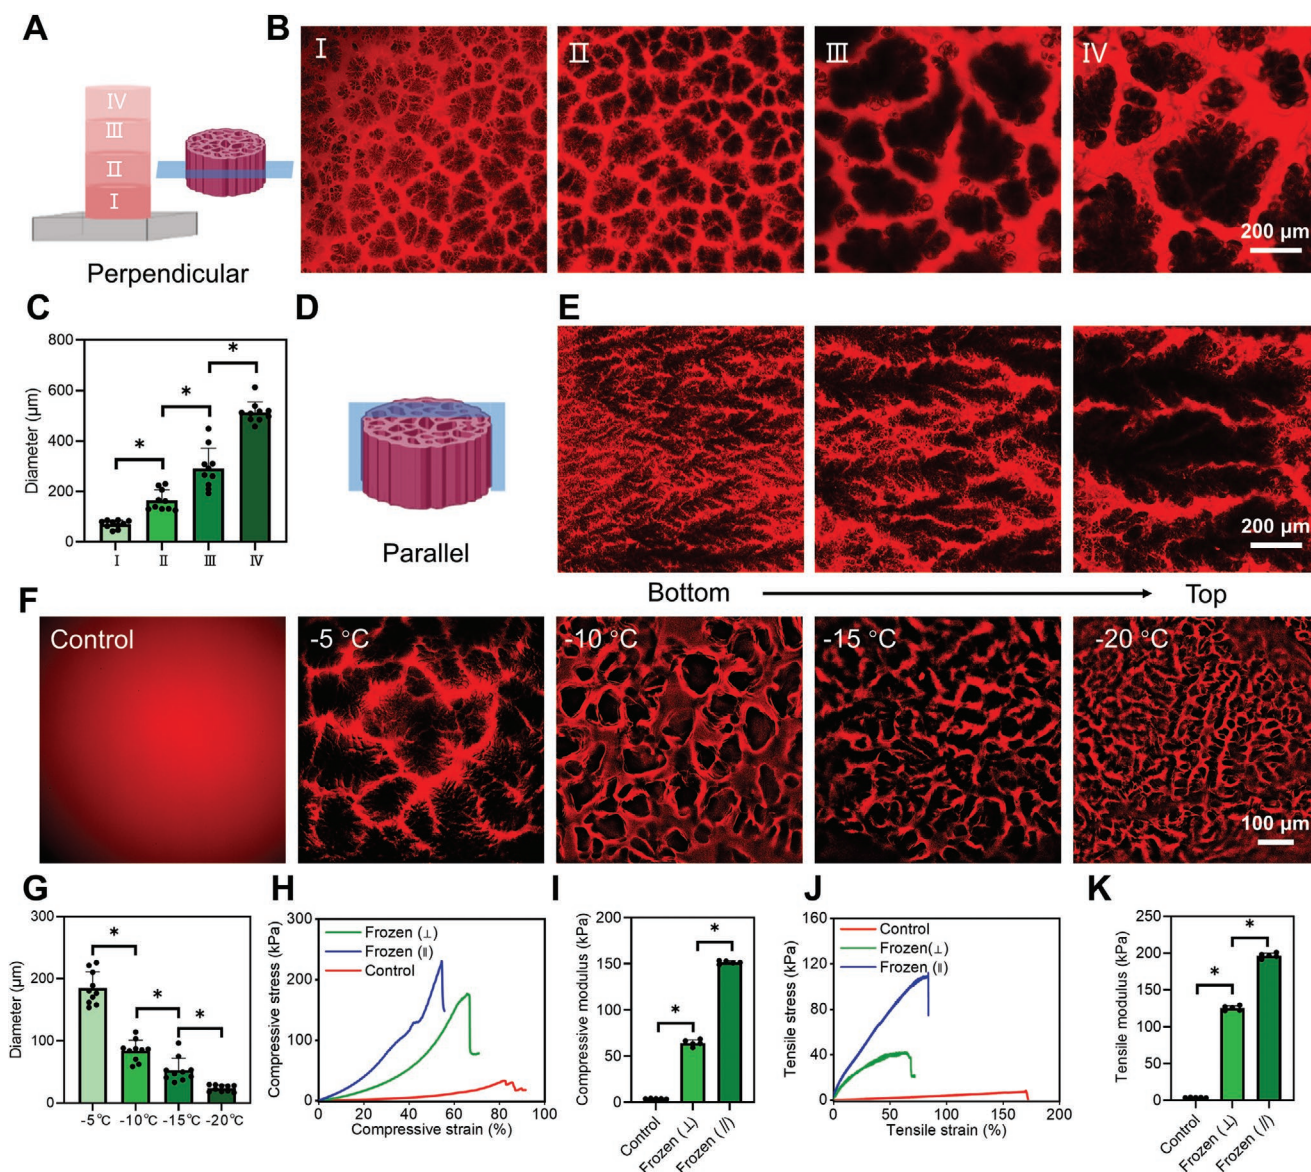 A
IV
III
II
I
Perpendicular
B
I
II
III
IV
200 µm
C
Diameter (µm)
800
600
400
200
0
*
*
*
I
II
III
IV
D
Parallel
E
200 µm
Bottom
Top
F
Control
-5 °C
-10 °C
-15 °C
-20 °C
100 µm
G
Diameter (µm)
300
200
100
0
*
*
*
-5°C
-10°C
-15°C
-20°C
H
Compressive stress (kPa)
300
200
100
0
Frozen (⊥)
Frozen (∥)
Control
0
20
40
60
80
100
Compressive strain (%)
I
Compressive modulus (kPa)
200
150
100
50
0
*
*
Control
Frozen (⊥)
Frozen (//)
J
Tensile stress (kPa)
160
120
80
40
0
Control
Frozen(⊥)
Frozen (∥)
0
50
100
150
200
Tensile strain (%)
K
Tensile modulus (kPa)
250
200
150
100
50
0
*
*
Control
Frozen (⊥)
Frozen (//)